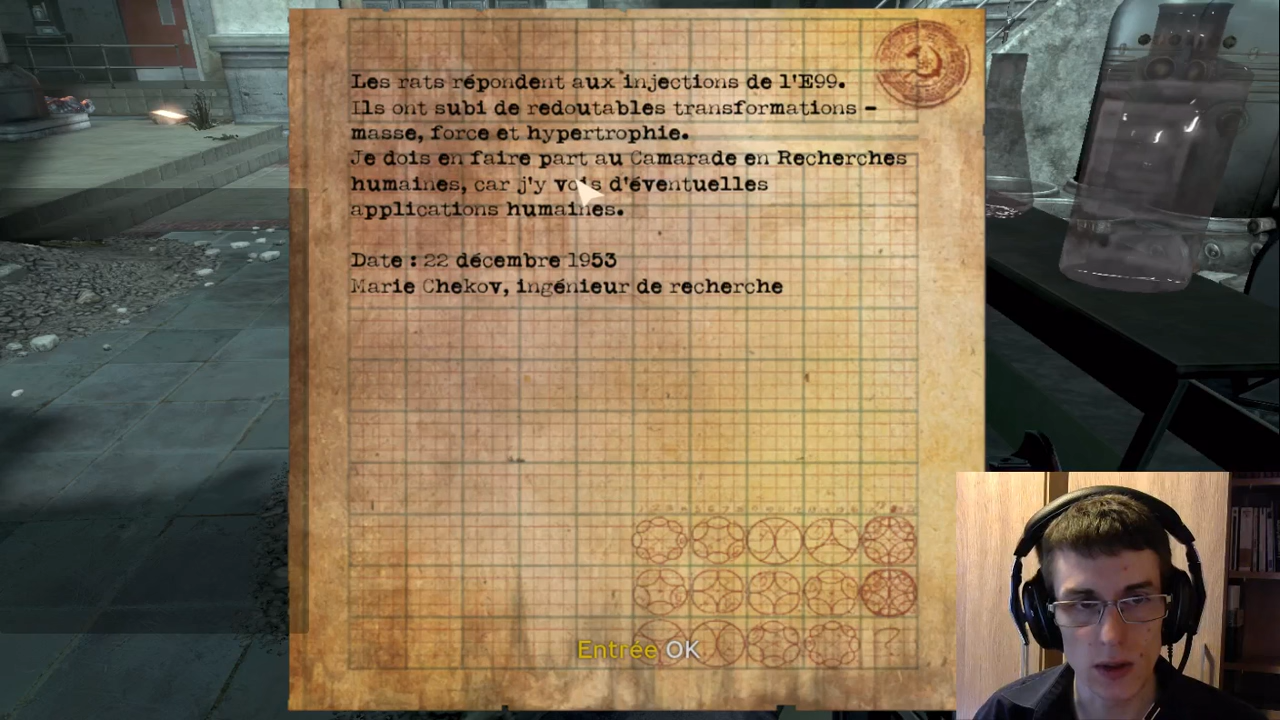 Les rats répondent aux injections de l'E99.
Ils ont subi de redoutables transformations –
masse, force et hypertrophie.
Je dois en faire part au Camarade en Recherches
humaines, car j'y vois d'éventuelles
applications humaines.
Date : 22 décembre 1953
Marie Chekov, ingénieur de recherche
?
Entrée OK